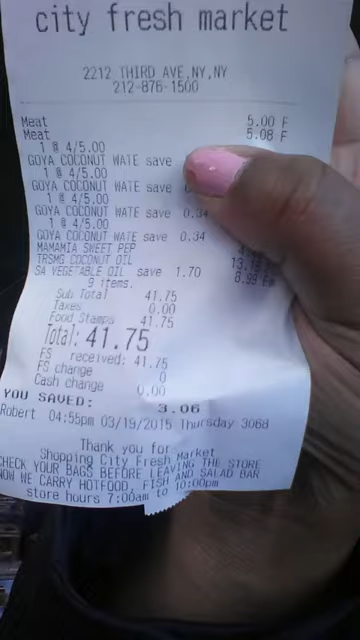 city fresh market
2212 THIRD AVE,NY,NY
212-876-1500
Meat 5.00 F
Meat 5.08 F
1 @ 4/5.00
GOYA COCONUT WATE save
1 @ 4/5.00
GOYA COCONUT WATE save
1 @ 4/5.00
GOYA COCONUT WATE save 0.34
1 @ 4/5.00
GOYA COCONUT WATE save 0.34
MAMAMIA SWEET PEP
TRSMG COCONUT OIL
SA VEGETABLE OIL save 1.70 8.99
9 items.
Sub Total 41.75
Taxes 0.00
Food Stamps 41.75
Total: 41.75
FS received: 41.75
FS change 0
Cash change 0.00
YOU SAVED: 3.06
Robert 04:55pm 03/19/2015 Thursday 3068
Thank you for
Shopping City Fresh Market
CHECK YOUR BAGS BEFORE LEAVING THE STORE
NOW WE CARRY HOTFOOD, FISH AND SALAD BAR
store hours 7:00am to 10:00pm